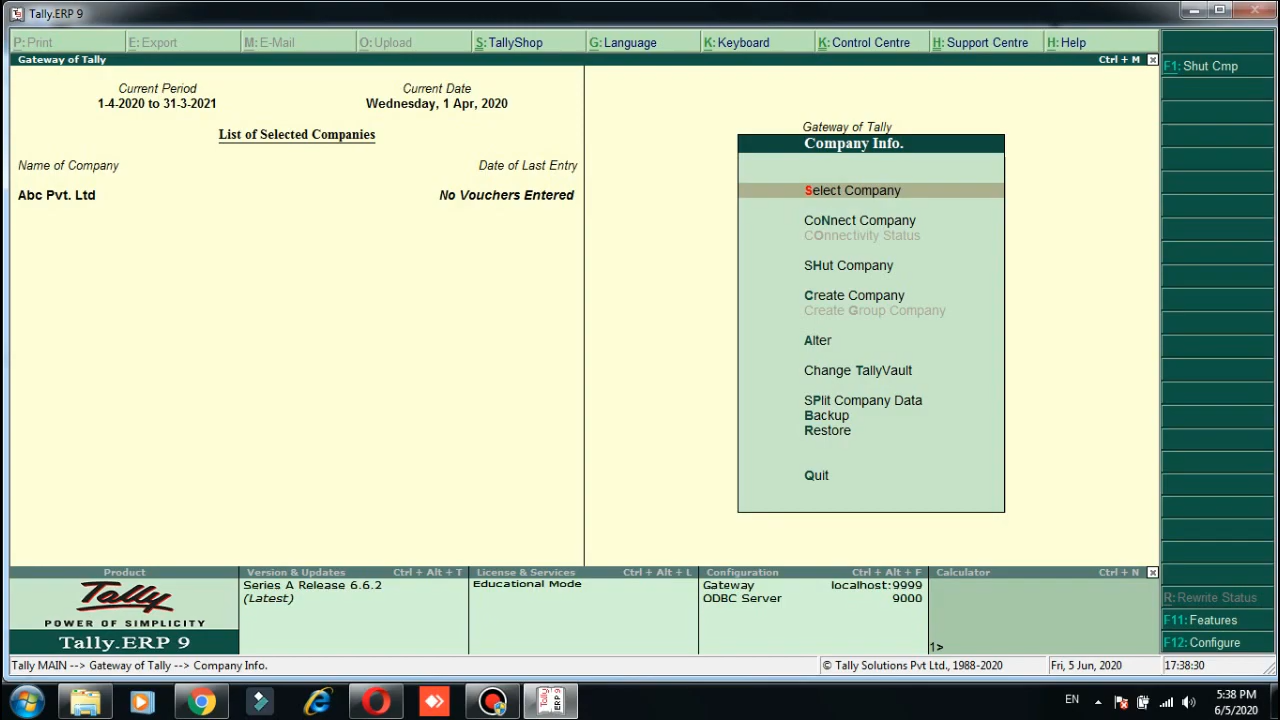 Tally.ERP 9
P: Print E: Export M: E-Mail O: Upload S: TallyShop G: Language K: Keyboard K: Control Centre H: Support Centre H: Help
Gateway of Tally Ctrl + M
F1: Shut Cmp
Current Period Current Date
1-4-2020 to 31-3-2021 Wednesday, 1 Apr, 2020
List of Selected Companies
Name of Company Date of Last Entry
Abc Pvt. Ltd No Vouchers Entered
Gateway of Tally
Company Info.
Select Company
CoNnect Company
COnnectivity Status
SHut Company
Create Company
Create Group Company
Alter
Change TallyVault
SPlit Company Data
Backup
Restore
Quit
Product Version & Updates Ctrl + Alt + T License & Services Ctrl + Alt + L Configuration Ctrl + Alt + F Calculator Ctrl + N
Tally
POWER OF SIMPLICITY
Tally.ERP 9
Series A Release 6.6.2
(Latest)
Educational Mode
Gateway localhost:9999
ODBC Server 9000
1>
R: Rewrite Status
F11: Features
F12: Configure
Tally MAIN --> Gateway of Tally --> Company Info. © Tally Solutions Pvt Ltd., 1988-2020 Fri, 5 Jun, 2020 17:38:30
Tally ERP 9
EN
5:38 PM
6/5/2020